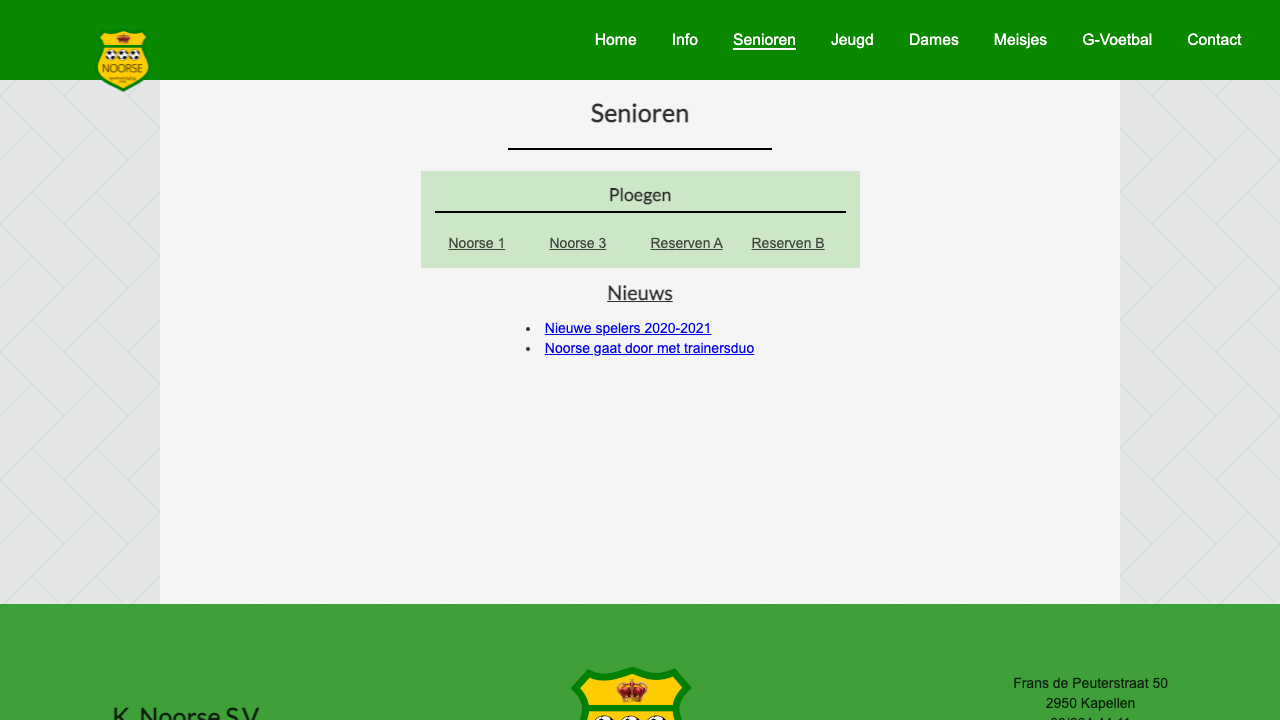 NOORSE
Home Info Senioren Jeugd Dames Meisjes G-Voetbal Contact
Senioren
Ploegen
Noorse 1 Noorse 3 Reserven A Reserven B
Nieuws
Nieuwe spelers 2020-2021
Noorse gaat door met trainersduo
K. Noorse S.V.
Frans de Peuterstraat 50
2950 Kapellen